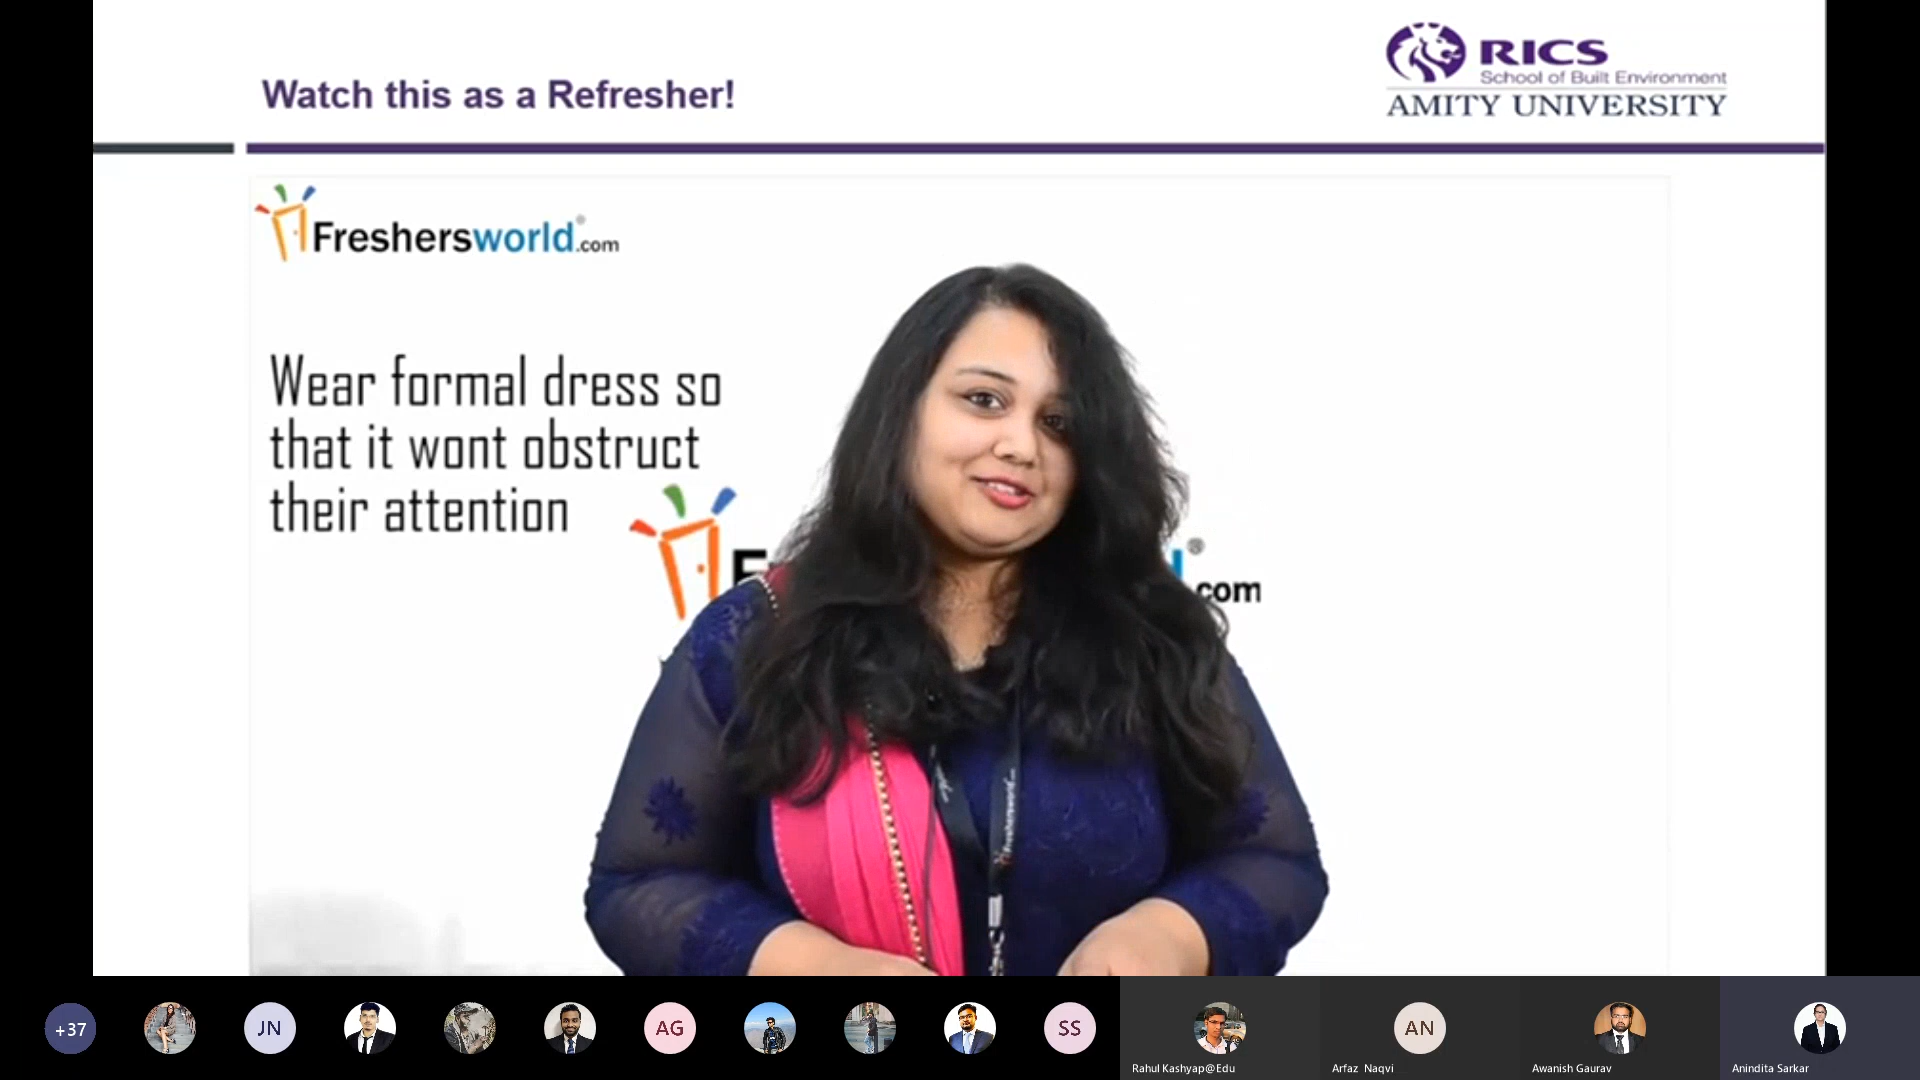 Watch this as a Refresher!
RICS
School of Built Environment
AMITY UNIVERSITY
Freshersworld.com
Wear formal dress so
that it wont obstruct
their attention
F
.com
Freshersworld
+37
JN
AG
SS
AN
Rahul Kashyap@Edu
Arfaz Naqvi
Awanish Gaurav
Anindita Sarkar